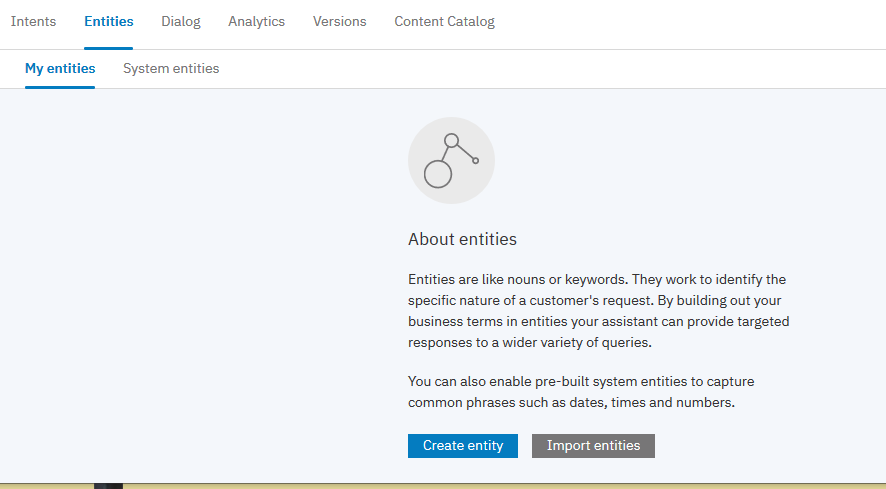 Intents Entities Dialog Analytics Versions Content Catalog
My entities System entities
About entities
Entities are like nouns or keywords. They work to identify the
specific nature of a customer's request. By building out your
business terms in entities your assistant can provide targeted
responses to a wider variety of queries.
You can also enable pre-built system entities to capture
common phrases such as dates, times and numbers.
Create entity Import entities